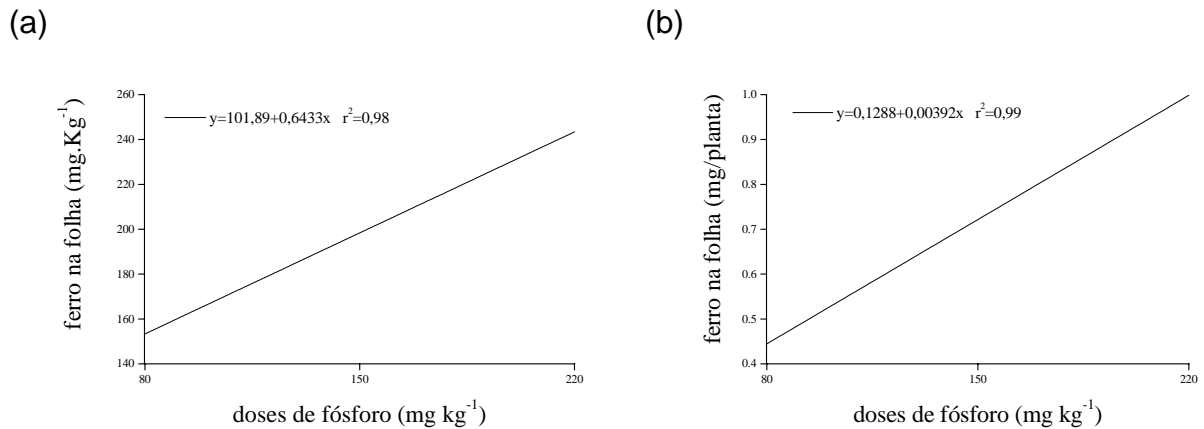 (a)
ferro na folha (mg.Kg⁻¹)
260
240
220
200
180
160
140
y=101,89+0,6433x r²=0,98
80
150
220
doses de fósforo (mg kg⁻¹)
(b)
ferro na folha (mg/planta)
1.0
0.9
0.8
0.7
0.6
0.5
0.4
y=0,1288+0,00392x r²=0,99
80
150
220
doses de fósforo (mg kg⁻¹)